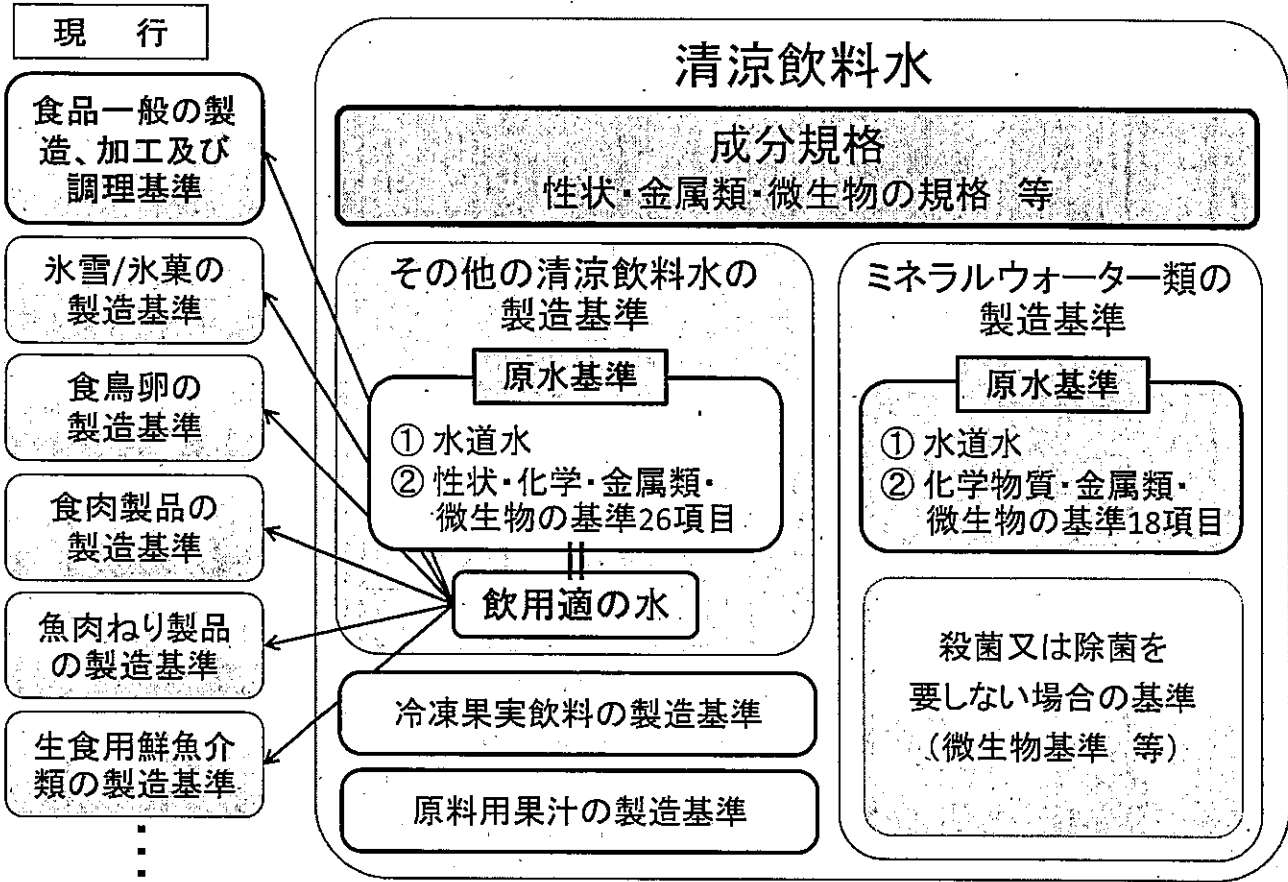 現 行
食品一般の製
造、加工及び
調理基準
氷雪/氷菓の
製造基準
食鳥卵の
製造基準
食肉製品の
製造基準
魚肉ねり製品
の製造基準
生食用鮮魚介
類の製造基準
・
・
・
清涼飲料水
成分規格
性状・金属類・微生物の規格 等
その他の清涼飲料水の
製造基準
原水基準
① 水道水
② 性状・化学・金属類・
微生物の基準26項目
||
飲用適の水
冷凍果実飲料の製造基準
原料用果汁の製造基準
ミネラルウォーター類の
製造基準
原水基準
① 水道水
② 化学物質・金属類・
微生物の基準18項目
殺菌又は除菌を
要しない場合の基準
（微生物基準 等）